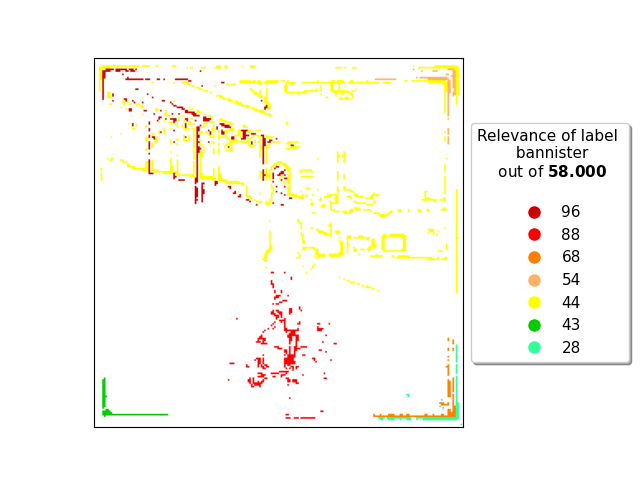 Relevance of label
bannister
out of 58.000
96
88
68
54
44
43
28